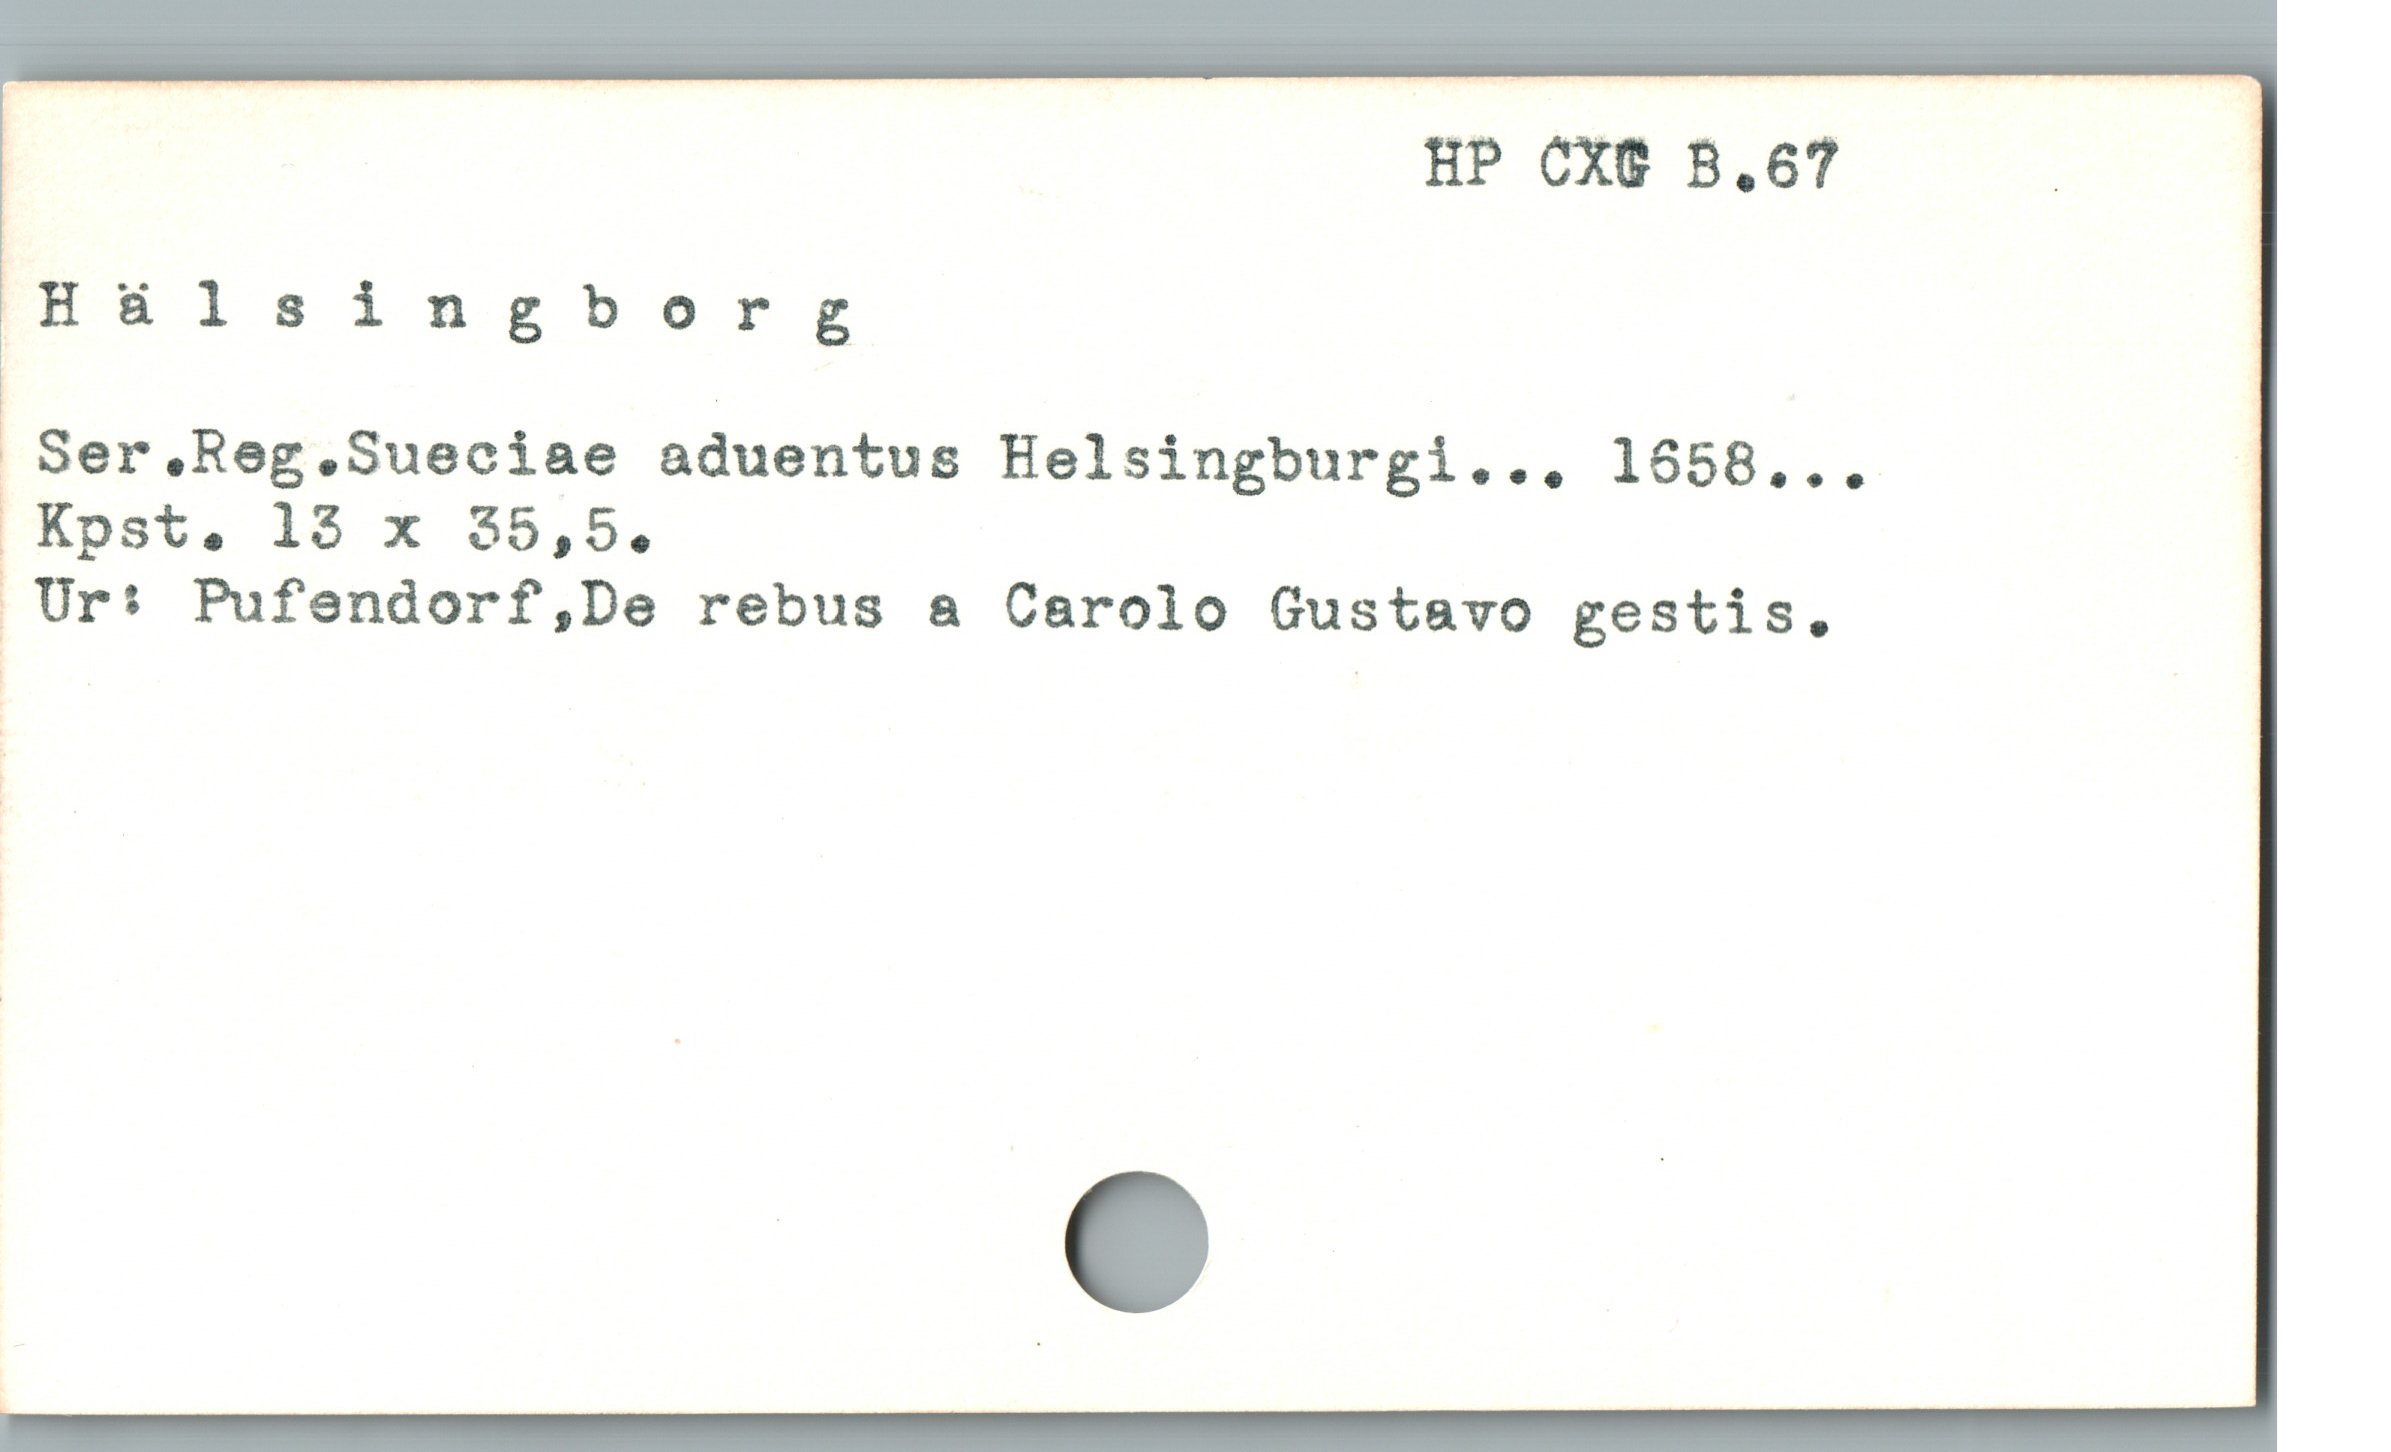 HP CXG B.67
Hälsingborg
Ser.Reg.Sueciae aduentus Helsingburgi... 1658...
Kpst. 13 x 35,5.
Ur: Pufendorf,De rebus a Carolo Gustavo gestis.